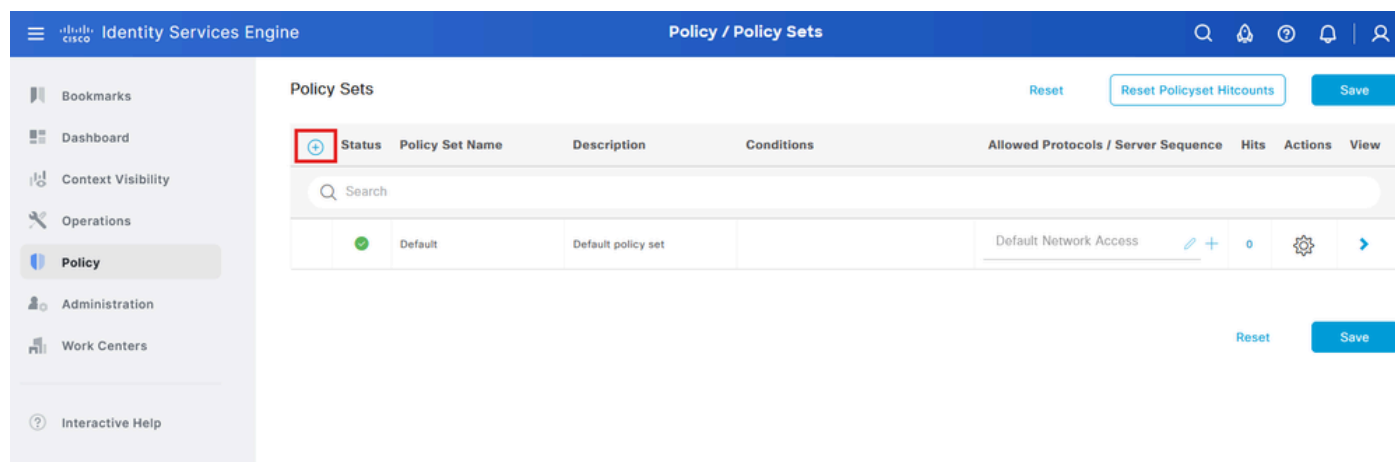 cisco Identity Services Engine
Policy / Policy Sets
Bookmarks
Dashboard
Context Visibility
Operations
Policy
Administration
Work Centers
Interactive Help
Policy Sets
Reset
Reset Policyset Hitcounts
Save
Status Policy Set Name Description Conditions Allowed Protocols / Server Sequence Hits Actions View
Search
Default Default policy set Default Network Access 0
Reset
Save